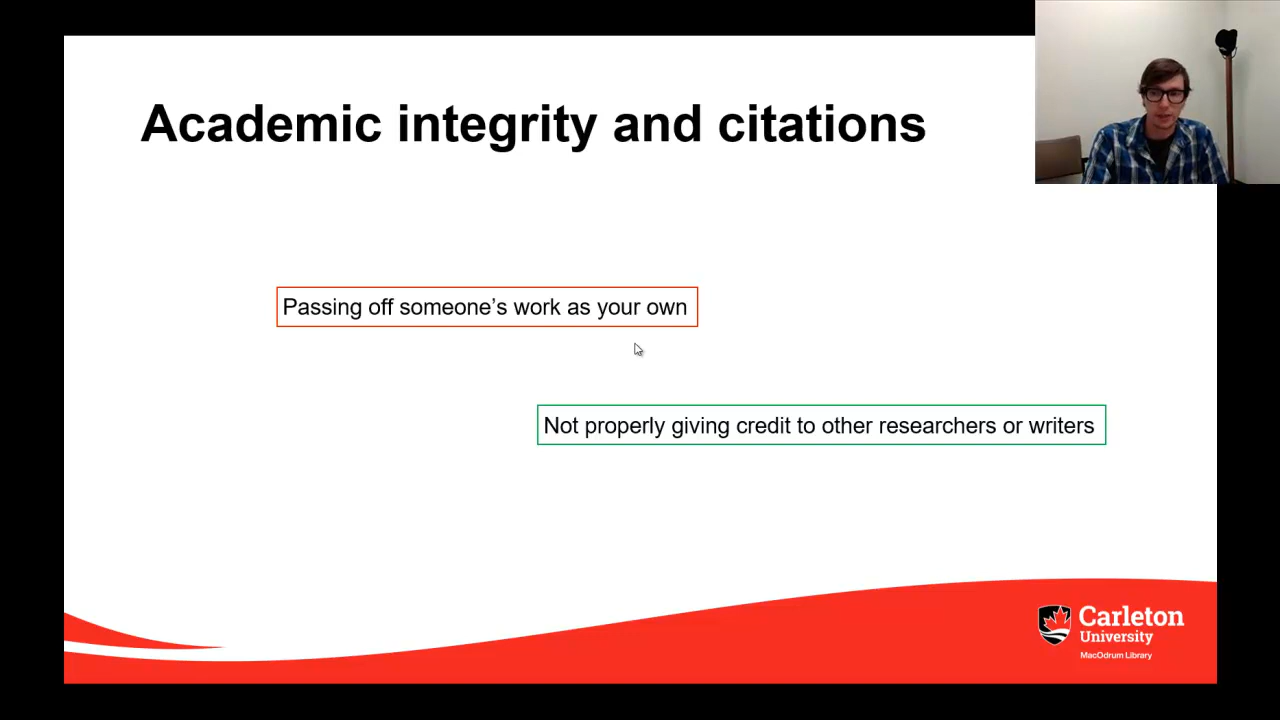 Academic integrity and citations
Passing off someone’s work as your own
Not properly giving credit to other researchers or writers
Carleton
University
MacOdrum Library